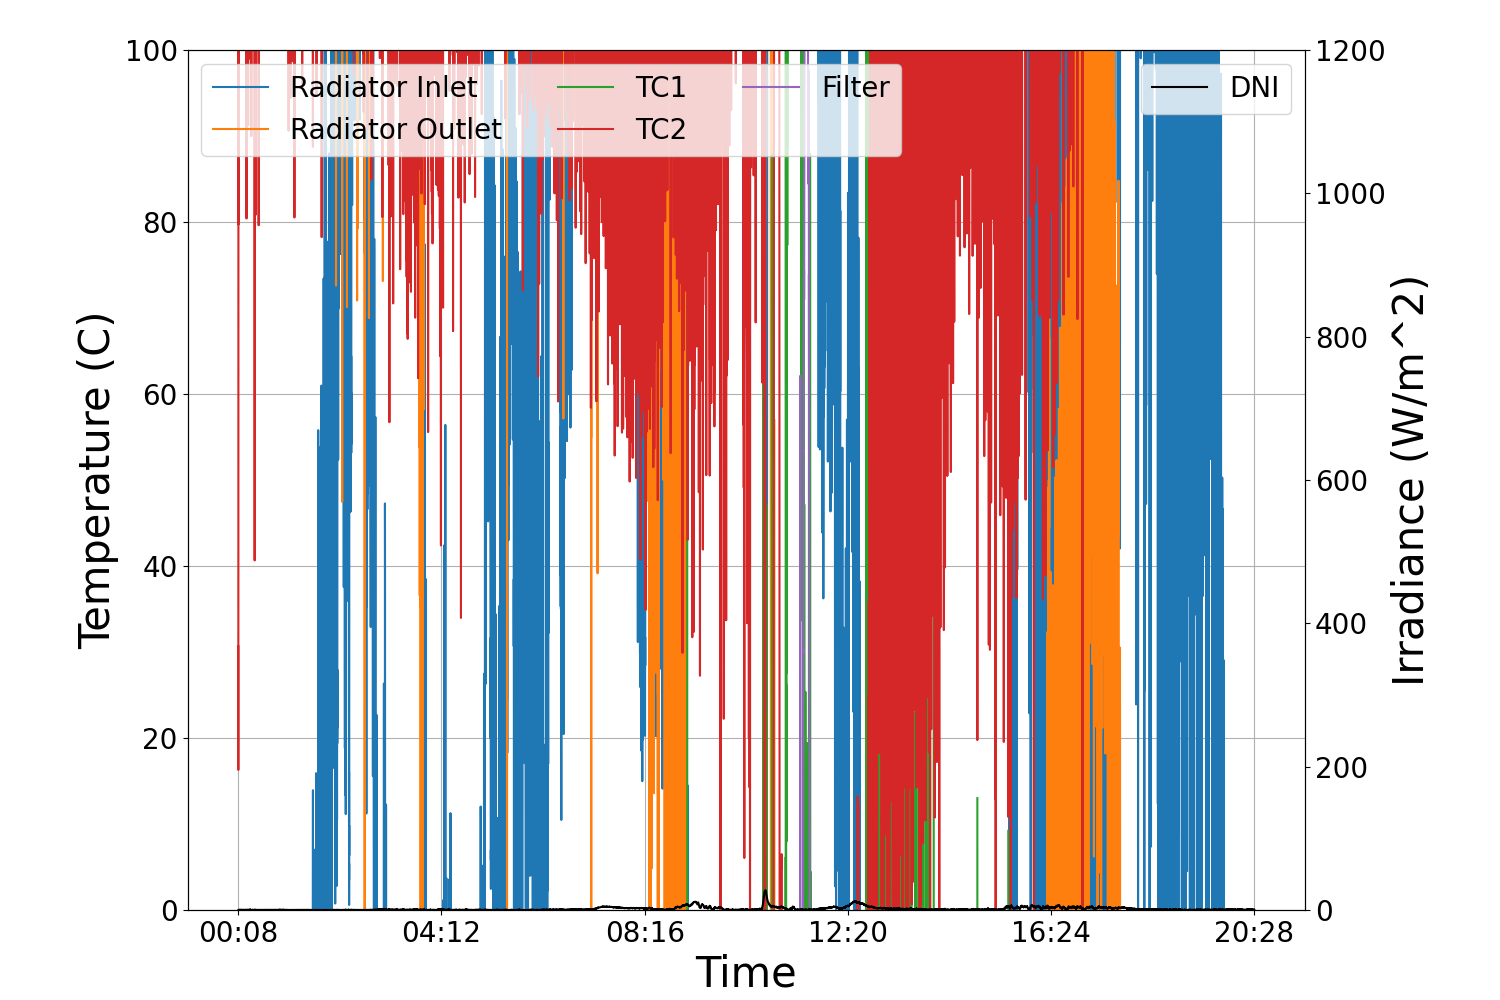 100
80
60
40
20
0
Temperature (C)
Radiator Inlet
Radiator Outlet
TC1
TC2
Filter
DNI
1200
1000
800
600
400
200
0
Irradiance (W/m^2)
00:08 04:12 08:16 12:20 16:24 20:28
Time